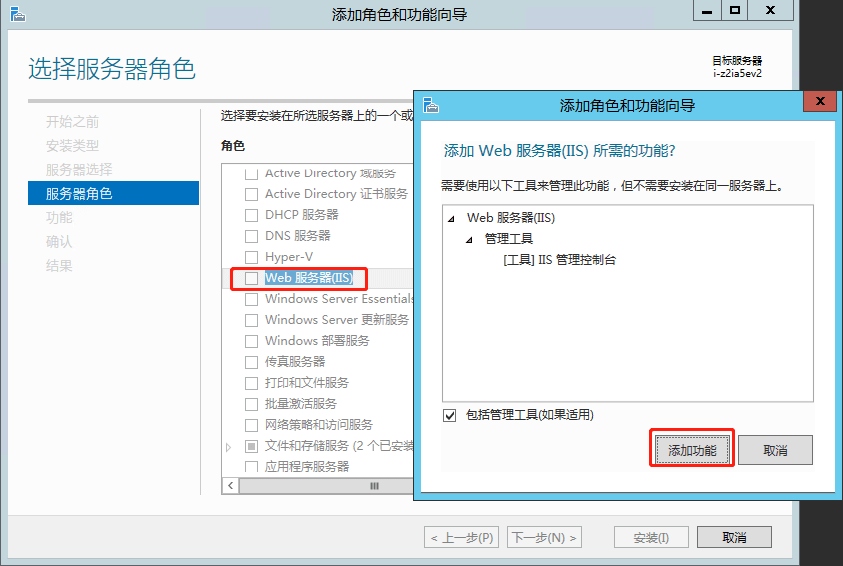 添加角色和功能向导
选择服务器角色
目标服务器
i-z2ia5ev2
开始之前
安装类型
服务器选择
服务器角色
功能
确认
结果
选择要安装在所选服务器上的一个或
角色
Active Directory 域服务
Active Directory 证书服务
DHCP 服务器
DNS 服务器
Hyper-V
Web 服务器(IIS)
Windows Server Essentials
Windows Server 更新服务
Windows 部署服务
传真服务器
打印和文件服务
批量激活服务
网络策略和访问服务
文件和存储服务 (2 个已安装
应用程序服务器
< 上一步(P)
下一步(N) >
安装(I)
取消
添加角色和功能向导
添加 Web 服务器(IIS) 所需的功能?
需要使用以下工具来管理此功能，但不需要安装在同一服务器上。
Web 服务器(IIS)
管理工具
[工具] IIS 管理控制台
包括管理工具(如果适用)
添加功能
取消